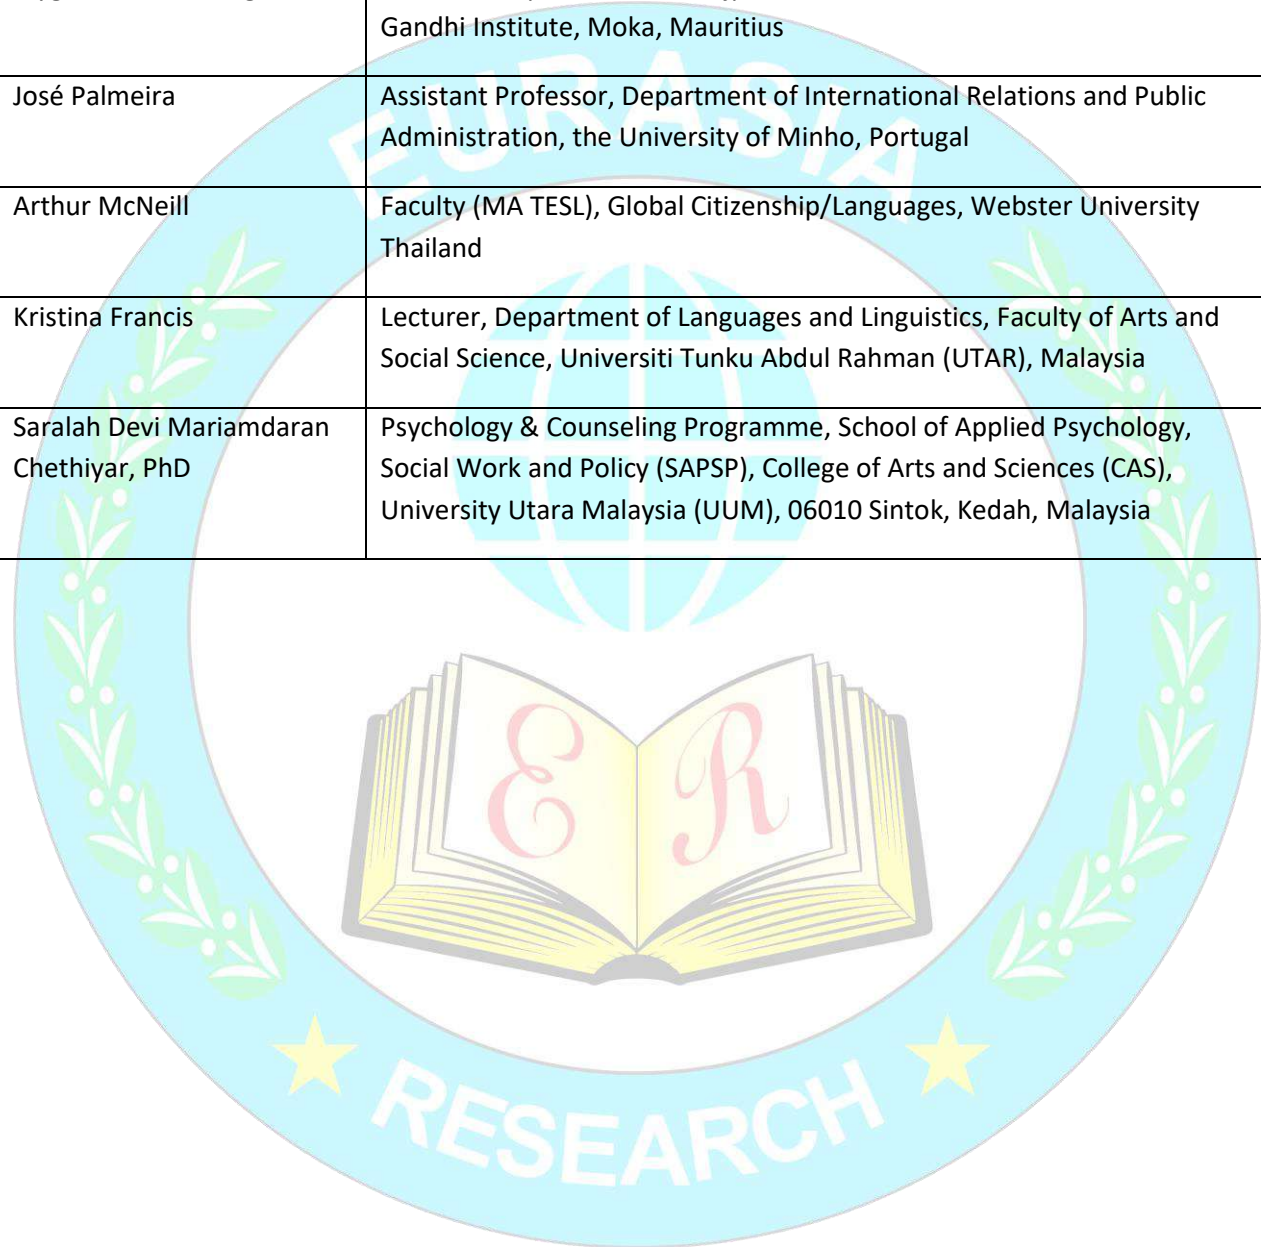 Gandhi Institute, Moka, Mauritius
José Palmeira
Assistant Professor, Department of International Relations and Public
Administration, the University of Minho, Portugal
Arthur McNeill
Faculty (MA TESL), Global Citizenship/Languages, Webster University
Thailand
Kristina Francis
Lecturer, Department of Languages and Linguistics, Faculty of Arts and
Social Science, Universiti Tunku Abdul Rahman (UTAR), Malaysia
Saralah Devi Mariamdaran
Chethiyar, PhD
Psychology & Counseling Programme, School of Applied Psychology,
Social Work and Policy (SAPSP), College of Arts and Sciences (CAS),
University Utara Malaysia (UUM), 06010 Sintok, Kedah, Malaysia
EURASIA
E R
RESEARCH